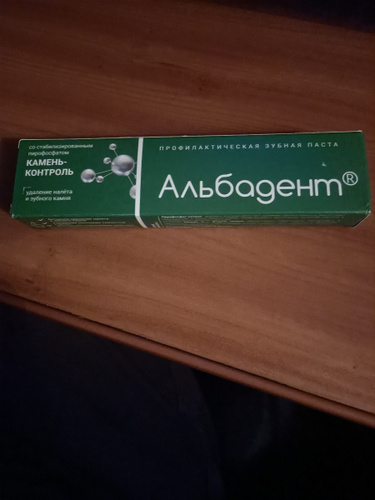 со стабилизированным
пирофосфатом
КАМЕНЬ-
КОНТРОЛЬ
удаление налёта
и зубного камня
ПРОФИЛАКТИЧЕСКАЯ ЗУБНАЯ ПАСТА
Альбадент®